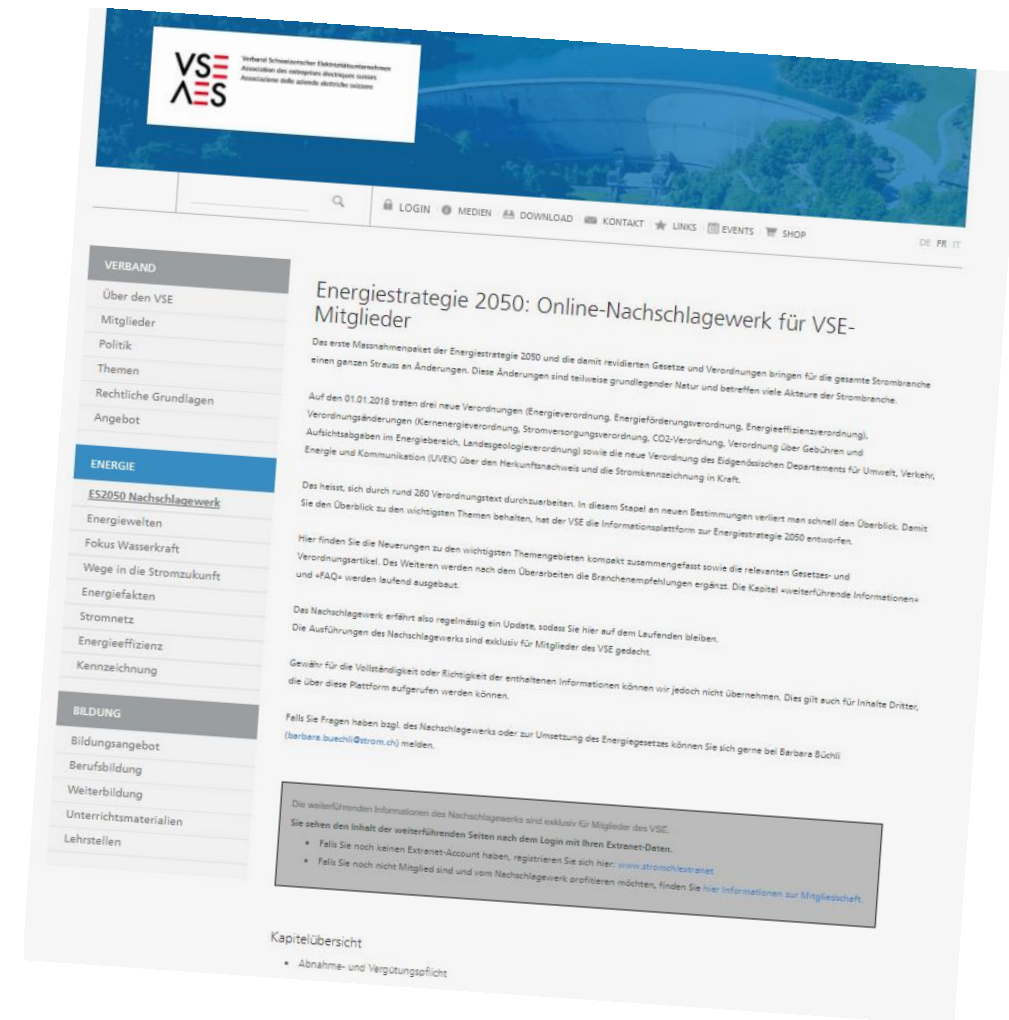 VSE
AES
Verband Schweizerischer Elektrizitätsunternehmen
Association des entreprises électriques suisses
Associazione delle aziende elettriche svizzere
LOGIN MEDIEN DOWNLOAD KONTAKT LINKS EVENTS SHOP
DE FR IT
VERBAND
Über den VSE
Mitglieder
Politik
Themen
Rechtliche Grundlagen
Angebot
ENERGIE
ES2050 Nachschlagewerk
Energiewelten
Fokus Wasserkraft
Wege in die Stromzukunft
Energiefakten
Stromnetz
Energieeffizienz
Kennzeichnung
BILDUNG
Bildungsangebot
Berufsbildung
Weiterbildung
Unterrichtsmaterialien
Lehrstellen
Energiestrategie 2050: Online-Nachschlagewerk für VSE-
Mitglieder
Das erste Massnahmenpaket der Energiestrategie 2050 und die damit revidierten Gesetze und Verordnungen bringen für die gesamte Strombranche
einen ganzen Strauss an Änderungen. Diese Änderungen sind teilweise grundlegender Natur und betreffen viele Akteure der Strombranche.
Auf den 01.01.2018 traten drei neue Verordnungen (Energieverordnung, Energieförderungsverordnung, Energieeffizienzverordnung),
Verordnungsänderungen (Kernenergieverordnung, Stromversorgungsverordnung, CO2-Verordnung, Verordnung über Gebühren und
Aufsichtsabgaben im Energiebereich, Landesgeologieverordnung) sowie die neue Verordnung des Eidgenössischen Departements für Umwelt, Verkehr,
Energie und Kommunikation (UVEK) über den Herkunftsnachweis und die Stromkennzeichnung in Kraft.
Das heisst, sich durch rund 260 Verordnungstext durchzuarbeiten. In diesem Stapel an neuen Bestimmungen verliert man schnell den Überblick. Damit
Sie den Überblick zu den wichtigsten Themen behalten, hat der VSE die Informationsplattform zur Energiestrategie 2050 entworfen.
Hier finden Sie die Neuerungen zu den wichtigsten Themengebieten kompakt zusammengefasst sowie die relevanten Gesetzes- und
Verordnungsartikel. Des Weiteren werden nach dem Überarbeiten die Branchenempfehlungen ergänzt. Die Kapitel «weiterführende Informationen»
und «FAQ» werden laufend ausgebaut.
Das Nachschlagewerk erfährt also regelmässig ein Update, sodass Sie hier auf dem Laufenden bleiben.
Die Ausführungen des Nachschlagewerks sind exklusiv für Mitglieder des VSE gedacht.
Gewähr für die Vollständigkeit oder Richtigkeit der enthaltenen Informationen können wir jedoch nicht übernehmen. Dies gilt auch für Inhalte Dritter,
die über diese Plattform aufgerufen werden können.
Falls Sie Fragen haben bzgl. des Nachschlagewerks oder zur Umsetzung des Energiegesetzes können Sie sich gerne bei Barbara Büchli
(barbara.buechli@strom.ch) melden.
Die weiterführenden Informationen des Nachschlagewerks sind exklusiv für Mitglieder des VSE.
Sie sehen den Inhalt der weiterführenden Seiten nach dem Login mit Ihren Extranet-Daten.
• Falls Sie noch keinen Extranet-Account haben, registrieren Sie sich hier: www.strom.ch/extranet
• Falls Sie noch nicht Mitglied sind und vom Nachschlagewerk profitieren möchten, finden Sie hier Informationen zur Mitgliedschaft.
Kapitelübersicht
• Abnahme- und Vergütungspflicht